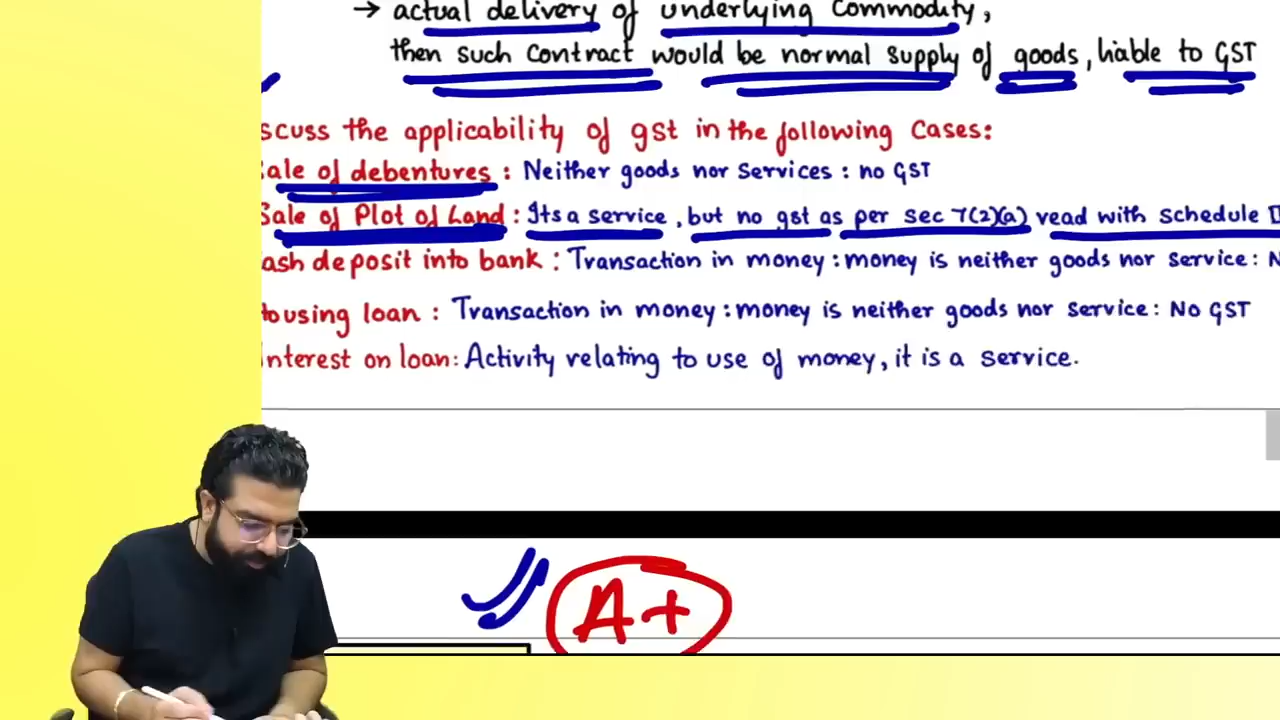 → actual delivery of underlying Commodity,
then such Contract would be normal supply of goods, liable to GST
scuss the applicability of gst in the following Cases:
ale of debentures : Neither goods nor Services : no GST
Sale of Plot of Land : Its a service, but no gst as per sec 7(2)(a) read with schedule
ash deposit into bank : Transaction in money : money is neither goods nor service : N
ousing loan : Transaction in money : money is neither goods nor service : No GST
Interest on loan : Activity relating to use of money, it is a service.
A+